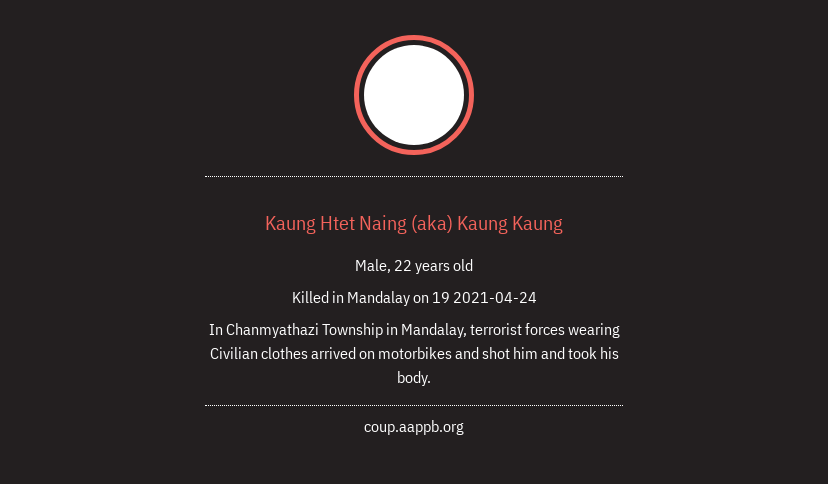 Kaung Htet Naing (aka) Kaung Kaung
Male, 22 years old
Killed in Mandalay on 19 2021-04-24
In Chanmyathazi Township in Mandalay, terrorist forces wearing
Civilian clothes arrived on motorbikes and shot him and took his
body.
coup.aappb.org